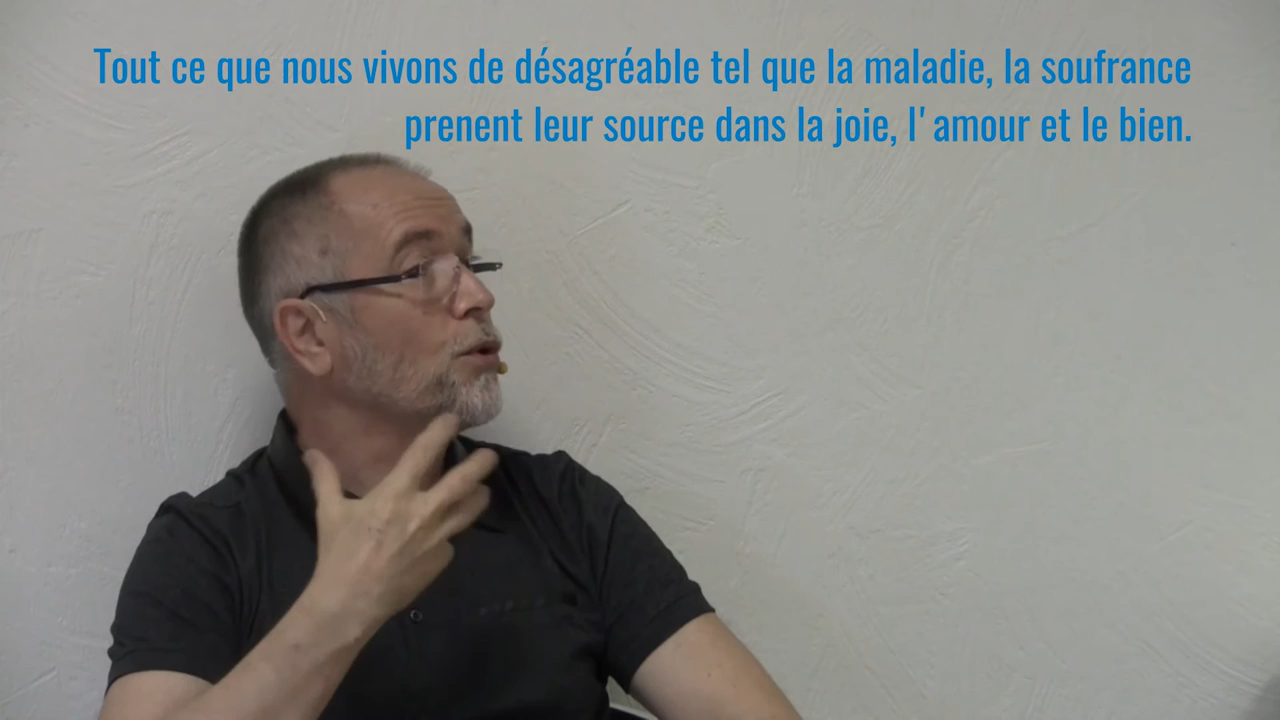 Tout ce que nous vivons de désagréable tel que la maladie, la soufrance
prenent leur source dans la joie, l'amour et le bien.